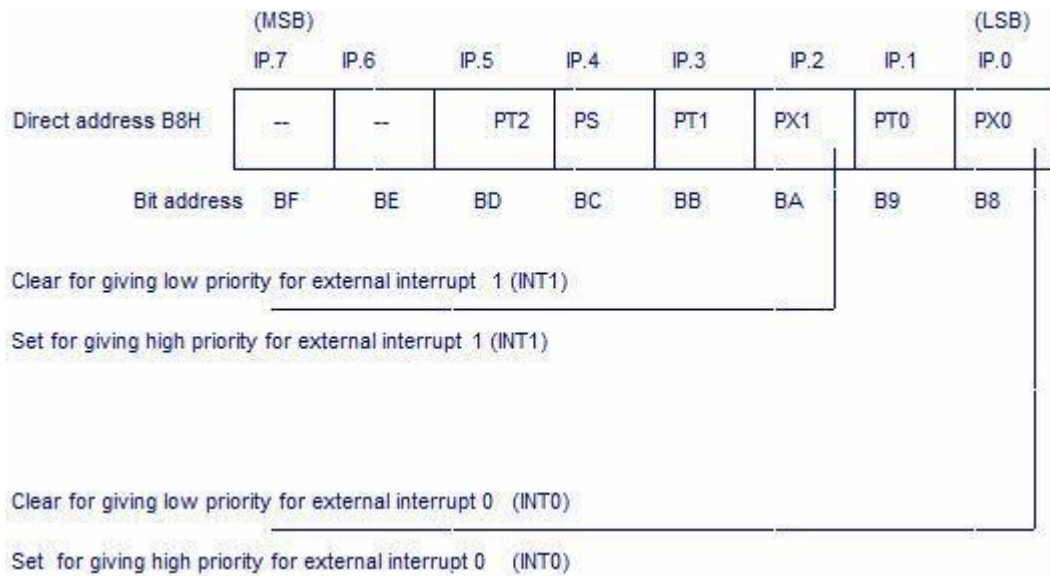 (MSB) (LSB)
IP.7 IP.6 IP.5 IP.4 IP.3 IP.2 IP.1 IP.0
Direct address B8H -- -- PT2 PS PT1 PX1 PT0 PX0
Bit address BF BE BD BC BB BA B9 B8
Clear for giving low priority for external interrupt 1 (INT1)
Set for giving high priority for external interrupt 1 (INT1)
Clear for giving low priority for external interrupt 0 (INT0)
Set for giving high priority for external interrupt 0 (INT0)